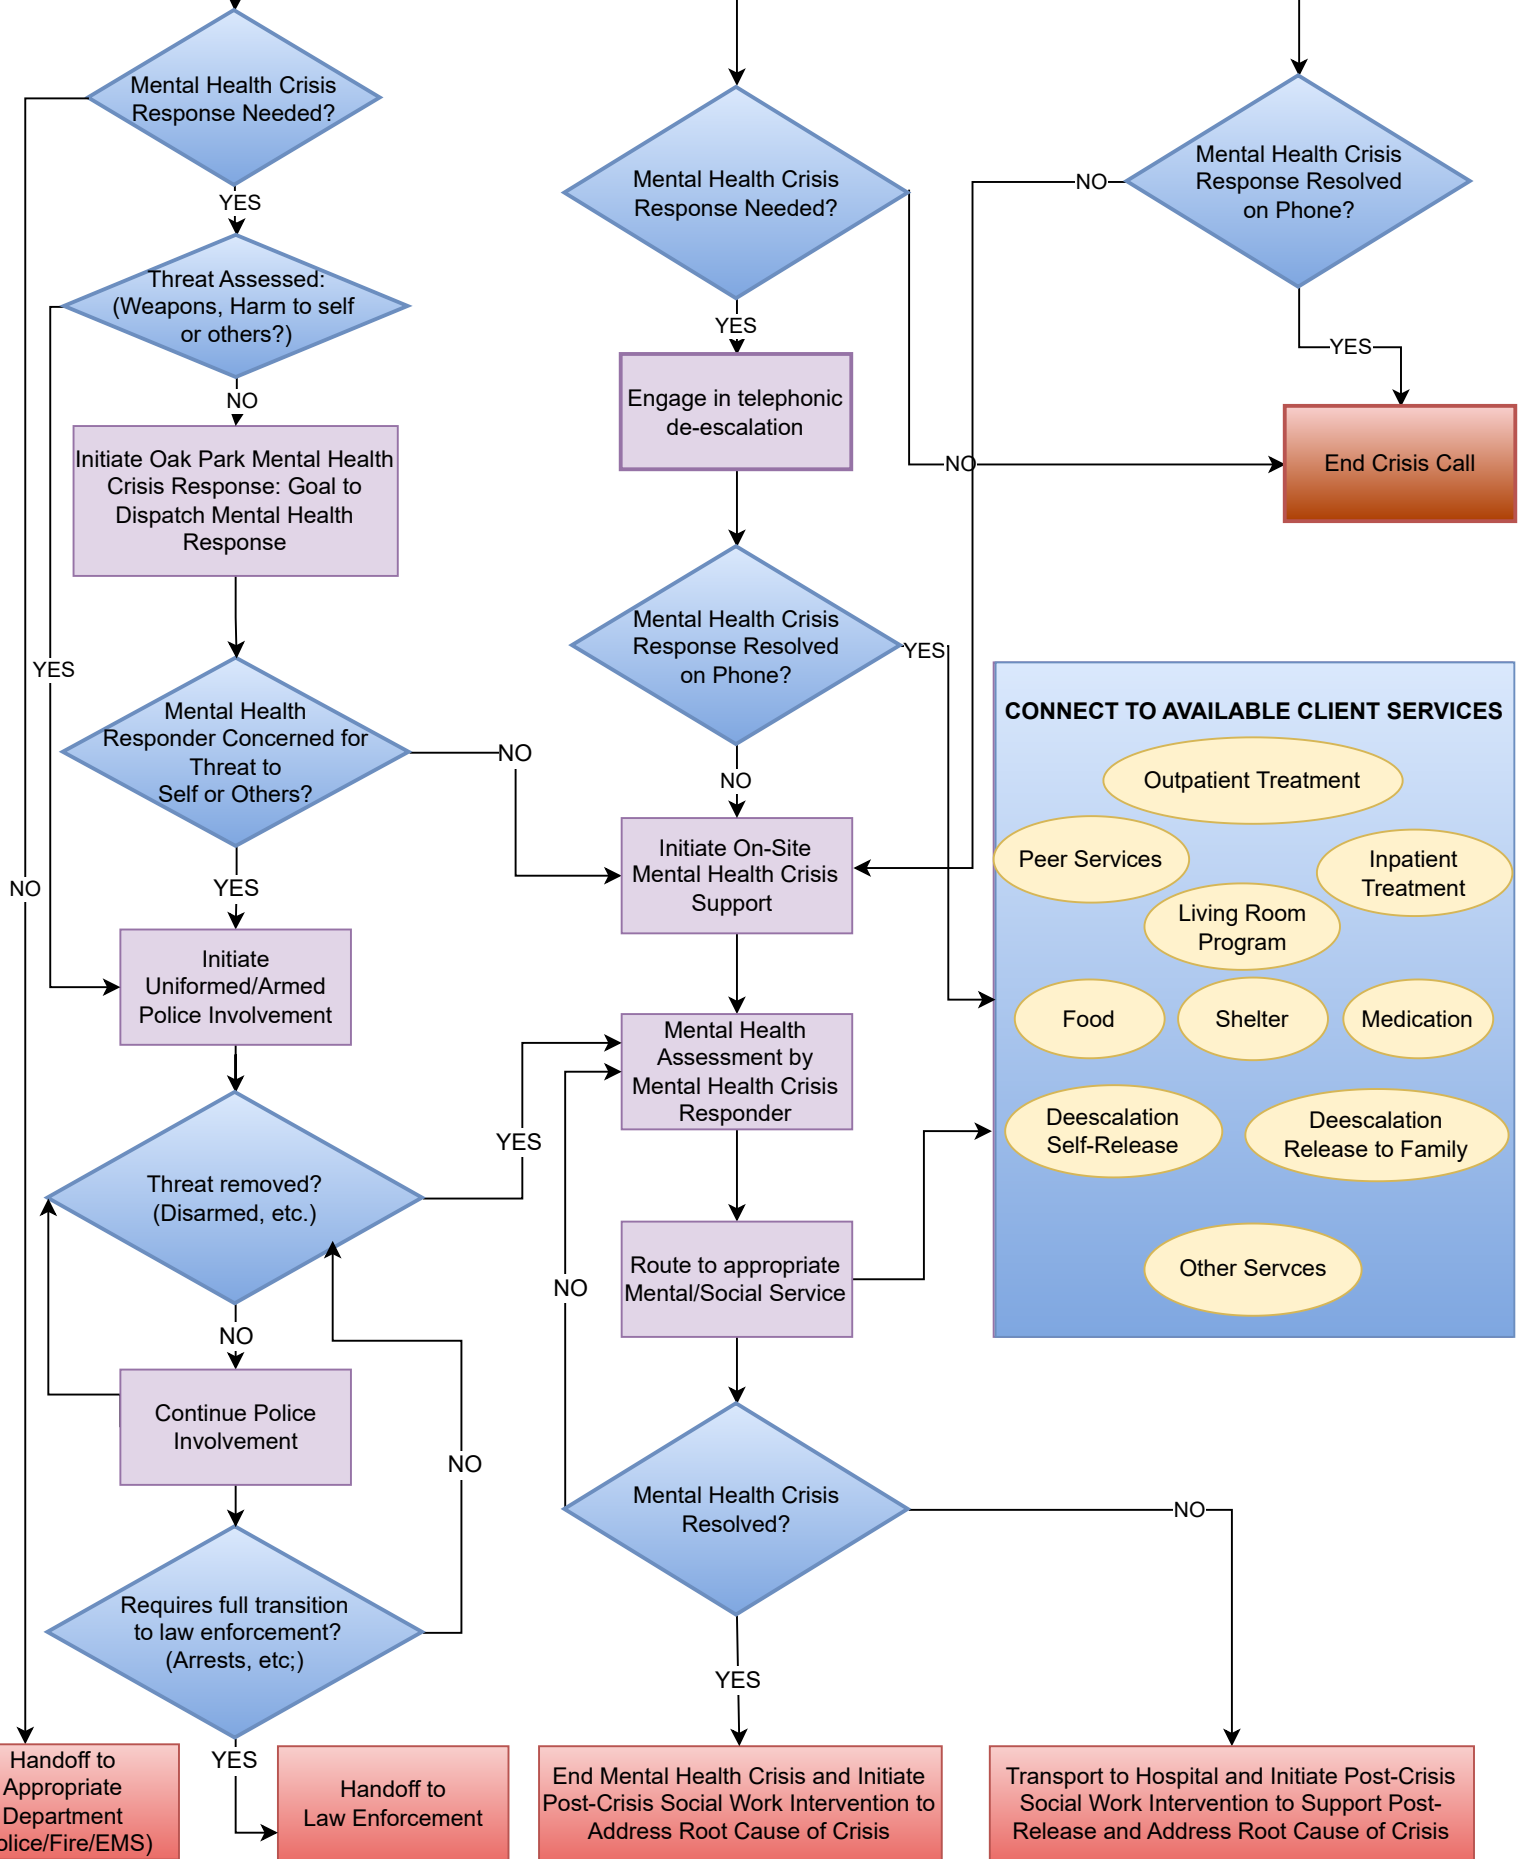 Mental Health Crisis
Response Needed?
YES
Threat Assessed:
(Weapons, Harm to self
or others?)
NO
Initiate Oak Park Mental Health
Crisis Response: Goal to
Dispatch Mental Health
Response
YES
Mental Health
Responder Concerned for
Threat to
Self or Others?
NO
YES
NO
Initiate
Uniformed/Armed
Police Involvement
Threat removed?
(Disarmed, etc.)
YES
NO
Continue Police
Involvement
NO
Requires full transition
to law enforcement?
(Arrests, etc;)
YES
Handoff to
Appropriate
Department
olice/Fire/EMS)
Handoff to
Law Enforcement
Mental Health Crisis
Response Needed?
YES
NO
Engage in telephonic
de-escalation
Mental Health Crisis
Response Resolved
on Phone?
YES
NO
Initiate On-Site
Mental Health Crisis
Support
Mental Health
Assessment by
Mental Health Crisis
Responder
Route to appropriate
Mental/Social Service
NO
Mental Health Crisis
Resolved?
NO
YES
End Mental Health Crisis and Initiate
Post-Crisis Social Work Intervention to
Address Root Cause of Crisis
Transport to Hospital and Initiate Post-Crisis
Social Work Intervention to Support Post-
Release and Address Root Cause of Crisis
Mental Health Crisis
Response Resolved
on Phone?
NO
YES
End Crisis Call
CONNECT TO AVAILABLE CLIENT SERVICES
Outpatient Treatment
Peer Services
Inpatient
Treatment
Living Room
Program
Food
Shelter
Medication
Deescalation
Self-Release
Deescalation
Release to Family
Other Servces